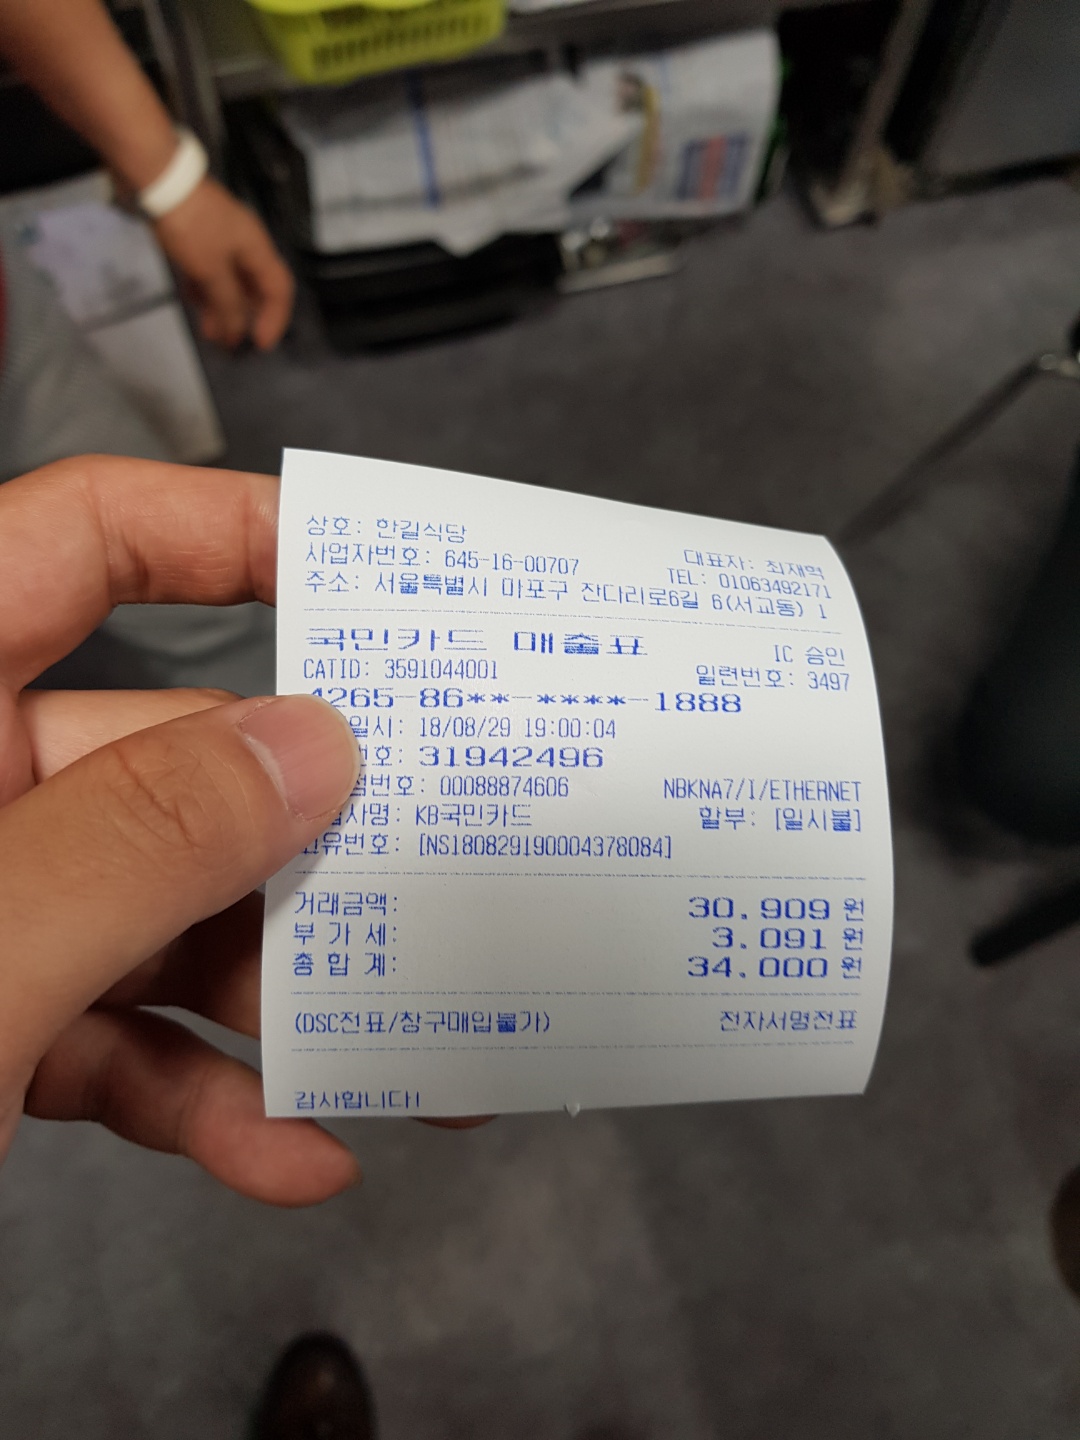 상호: 한길식당 대표자: 최재혁
사업자번호: 645-16-00707 TEL: 01063492171
주소: 서울특별시 마포구 잔다리로6길 6(서교동) 1
국민카드 매출표 IC 승인
CATID: 3591044001 일련번호: 3497
4265-86**-****-1888
일시: 18/08/29 19:00:04
번호: 31942496
점번호: 00088874606 NBKNA7/I/ETHERNET
사명: KB국민카드 할부: [일시불]
고유번호: [NS180829190004378084]
거래금액: 30.909 원
부 가 세: 3.091 원
총 합 계: 34.000 원
(DSC전표/창구매입불가) 전자서명전표
감사합니다!